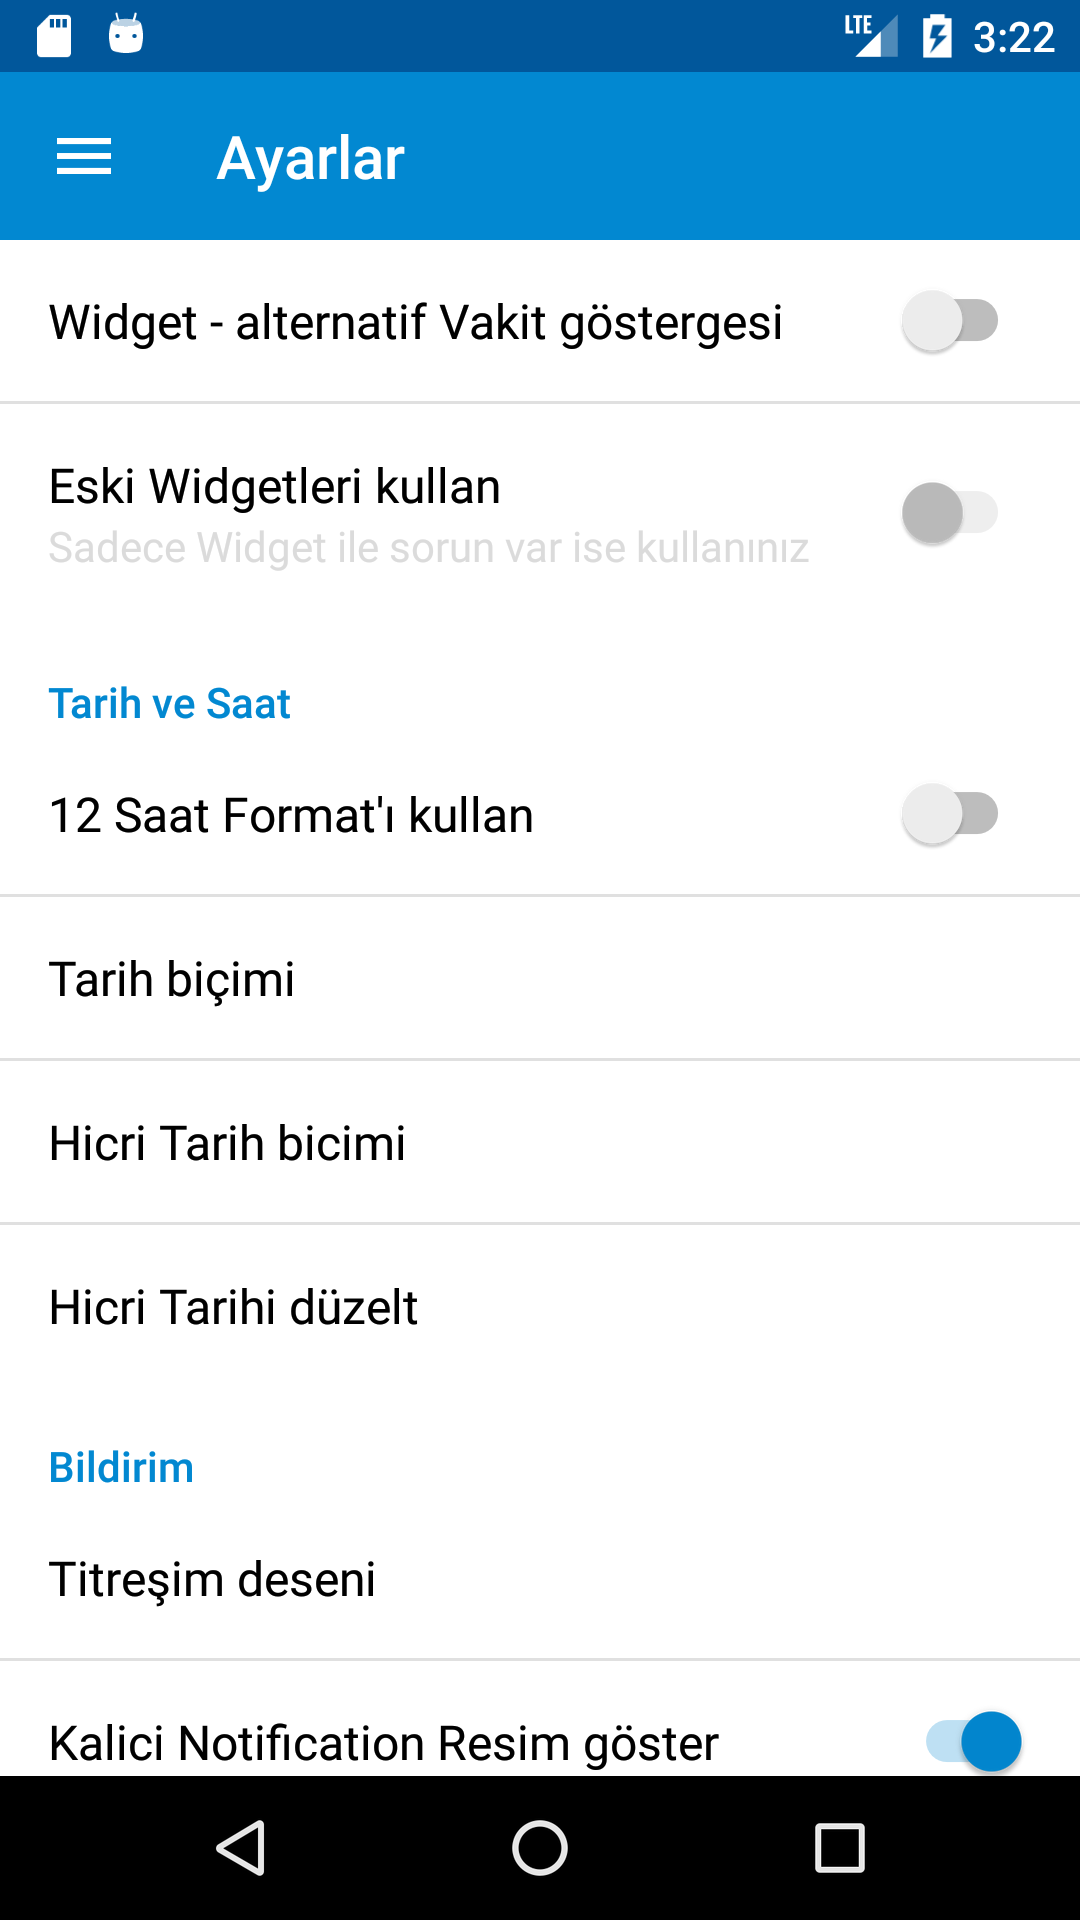 LTE 3:22
Ayarlar
Widget - alternatif Vakit göstergesi
Eski Widgetleri kullan
Sadece Widget ile sorun var ise kullanınız
Tarih ve Saat
12 Saat Format'ı kullan
Tarih biçimi
Hicri Tarih bicimi
Hicri Tarihi düzelt
Bildirim
Titreşim deseni
Kalici Notification Resim göster